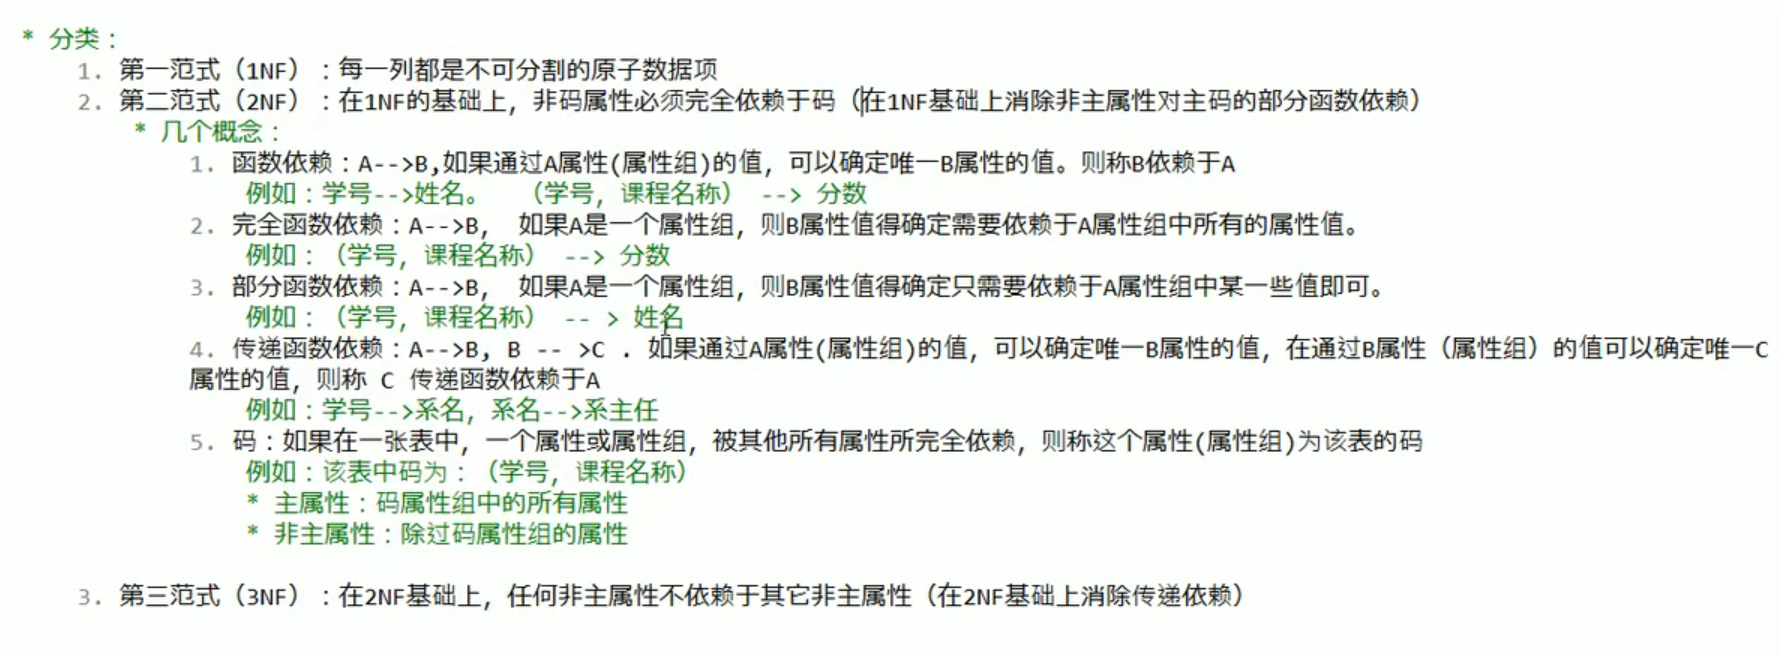 * 分类：
1. 第一范式（1NF）：每一列都是不可分割的原子数据项
2. 第二范式（2NF）：在1NF的基础上，非码属性必须完全依赖于码（在1NF基础上消除非主属性对主码的部分函数依赖）
* 几个概念：
1. 函数依赖：A-->B,如果通过A属性(属性组)的值，可以确定唯一B属性的值。则称B依赖于A
例如：学号-->姓名。 （学号，课程名称） --> 分数
2. 完全函数依赖：A-->B， 如果A是一个属性组，则B属性值得确定需要依赖于A属性组中所有的属性值。
例如：（学号，课程名称） --> 分数
3. 部分函数依赖：A-->B， 如果A是一个属性组，则B属性值得确定只需要依赖于A属性组中某一些值即可。
例如：（学号，课程名称） -- > 姓名
4. 传递函数依赖：A-->B, B -- >C . 如果通过A属性(属性组)的值，可以确定唯一B属性的值，在通过B属性（属性组）的值可以确定唯一C
属性的值，则称 C 传递函数依赖于A
例如：学号-->系名，系名-->系主任
5. 码：如果在一张表中，一个属性或属性组，被其他所有属性所完全依赖，则称这个属性(属性组)为该表的码
例如：该表中码为：（学号，课程名称）
* 主属性：码属性组中的所有属性
* 非主属性：除过码属性组的属性
3. 第三范式（3NF）：在2NF基础上，任何非主属性不依赖于其它非主属性（在2NF基础上消除传递依赖）